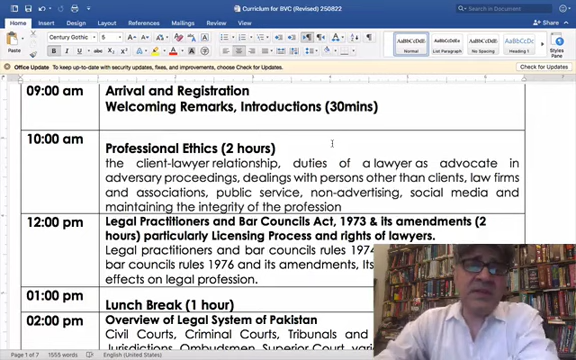 Curriculum for BVC (Revised) 250822
Search in Document
Home Insert Design Layout References Mailings Review View
Share
Paste
Century Gothic 5
AaBbCcDdEe AaBbCcDdEe AaBbCcDdEe AaBbCcDc
Normal List Paragraph No Spacing Heading 1
Styles Pane
Office Update To keep up-to-date with security updates, fixes, and improvements, choose Check for Updates.
Check for Updates
09:00 am Arrival and Registration
Welcoming Remarks, Introductions (30mins)
10:00 am
Professional Ethics (2 hours)
the client-lawyer relationship, duties of a lawyer as advocate in
adversary proceedings, dealings with persons other than clients, law firms
and associations, public service, non-advertising, social media and
maintaining the integrity of the profession
12:00 pm Legal Practitioners and Bar Councils Act, 1973 & its amendments (2
hours) particularly Licensing Process and rights of lawyers.
Legal practitioners and bar councils rules 1974
bar councils rules 1976 and its amendments, Its
effects on legal profession.
01:00 pm
Lunch Break (1 hour)
02:00 pm Overview of Legal System of Pakistan
Civil Courts, Criminal Courts, Tribunals and
Jurisdictions, Ombudsmen, Superior Court
Page 1 of 7 1555 words English (United States)